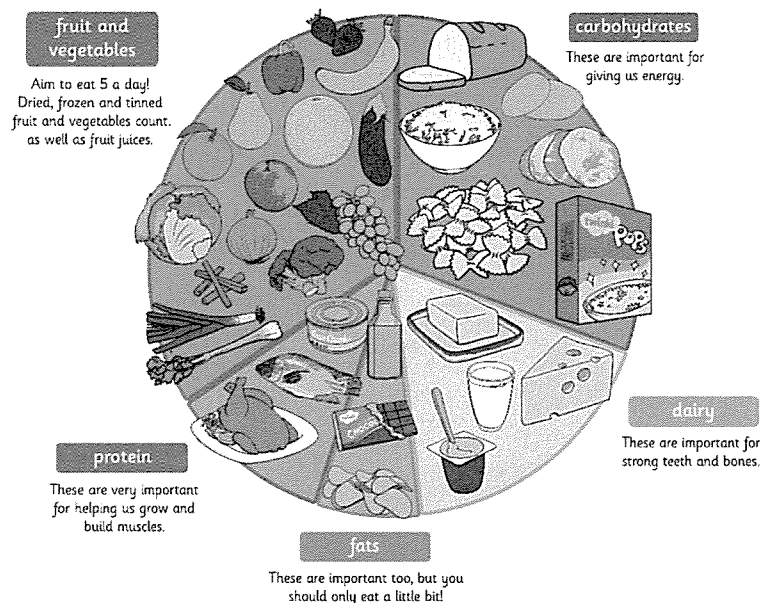 fruit and
vegetables
Aim to eat 5 a day!
Dried, frozen and tinned
fruit and vegetables count,
as well as fruit juices.
carbohydrates
These are important for
giving us energy.
POPS
dairy
These are important for
strong teeth and bones.
protein
These are very important
for helping us grow and
build muscles.
CHOCOL
fats
These are important too, but you
should only eat a little bit!